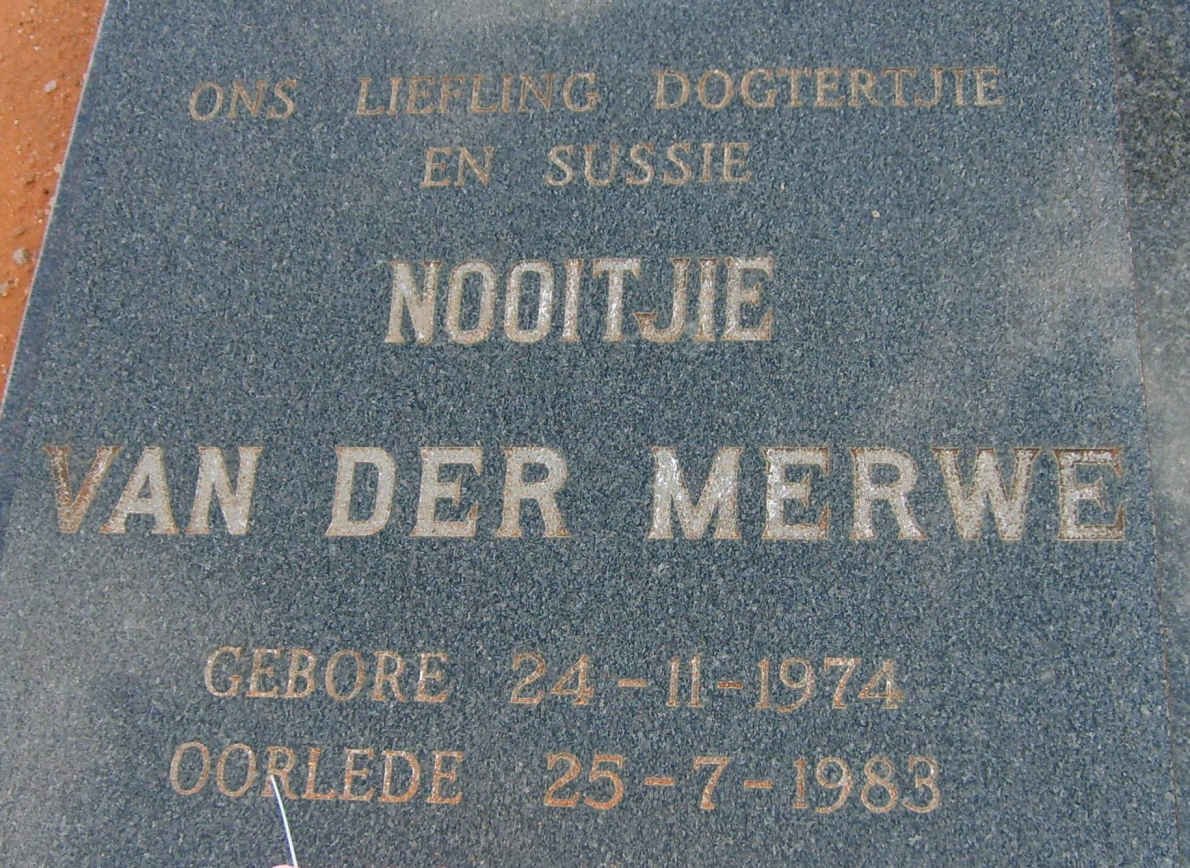 ONS LIEFLING DOGTERTJIE
EN SUSSIE
NOOITJIE
VAN DER MERWE
GEBORE 24-11-1974
OORLEDE 25-7-1983